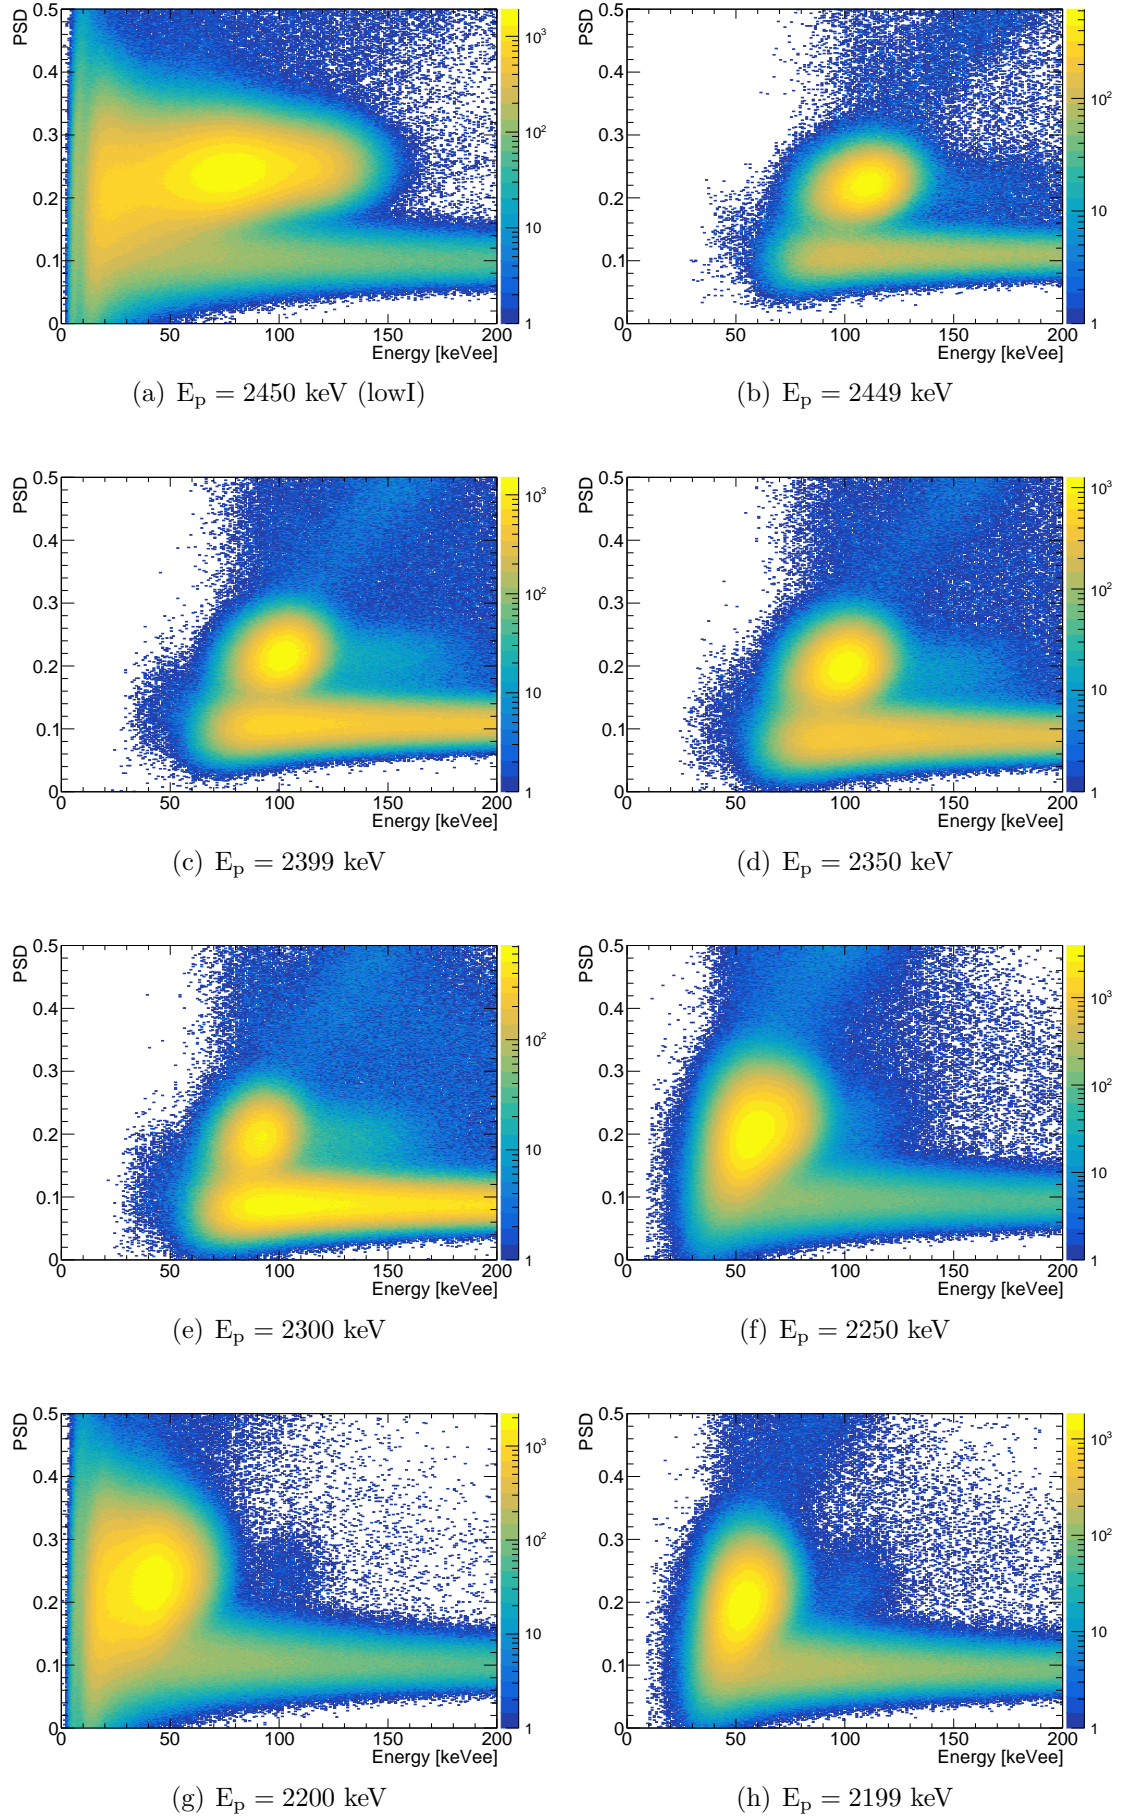 PSD
0.5
0.4
0.3
0.2
0.1
0
0 50 100 150 200
Energy [keVee]
10³
10²
10
1
(a) Eₚ = 2450 keV (lowI)
PSD
0.5
0.4
0.3
0.2
0.1
0
0 50 100 150 200
Energy [keVee]
10²
10
1
(b) Eₚ = 2449 keV
PSD
0.5
0.4
0.3
0.2
0.1
0
0 50 100 150 200
Energy [keVee]
10³
10²
10
1
(c) Eₚ = 2399 keV
PSD
0.5
0.4
0.3
0.2
0.1
0
0 50 100 150 200
Energy [keVee]
10³
10²
10
1
(d) Eₚ = 2350 keV
PSD
0.5
0.4
0.3
0.2
0.1
0
0 50 100 150 200
Energy [keVee]
10²
10
1
(e) Eₚ = 2300 keV
PSD
0.5
0.4
0.3
0.2
0.1
0
0 50 100 150 200
Energy [keVee]
10³
10²
10
1
(f) Eₚ = 2250 keV
PSD
0.5
0.4
0.3
0.2
0.1
0
0 50 100 150 200
Energy [keVee]
10³
10²
10
1
(g) Eₚ = 2200 keV
PSD
0.5
0.4
0.3
0.2
0.1
0
0 50 100 150 200
Energy [keVee]
10³
10²
10
1
(h) Eₚ = 2199 keV